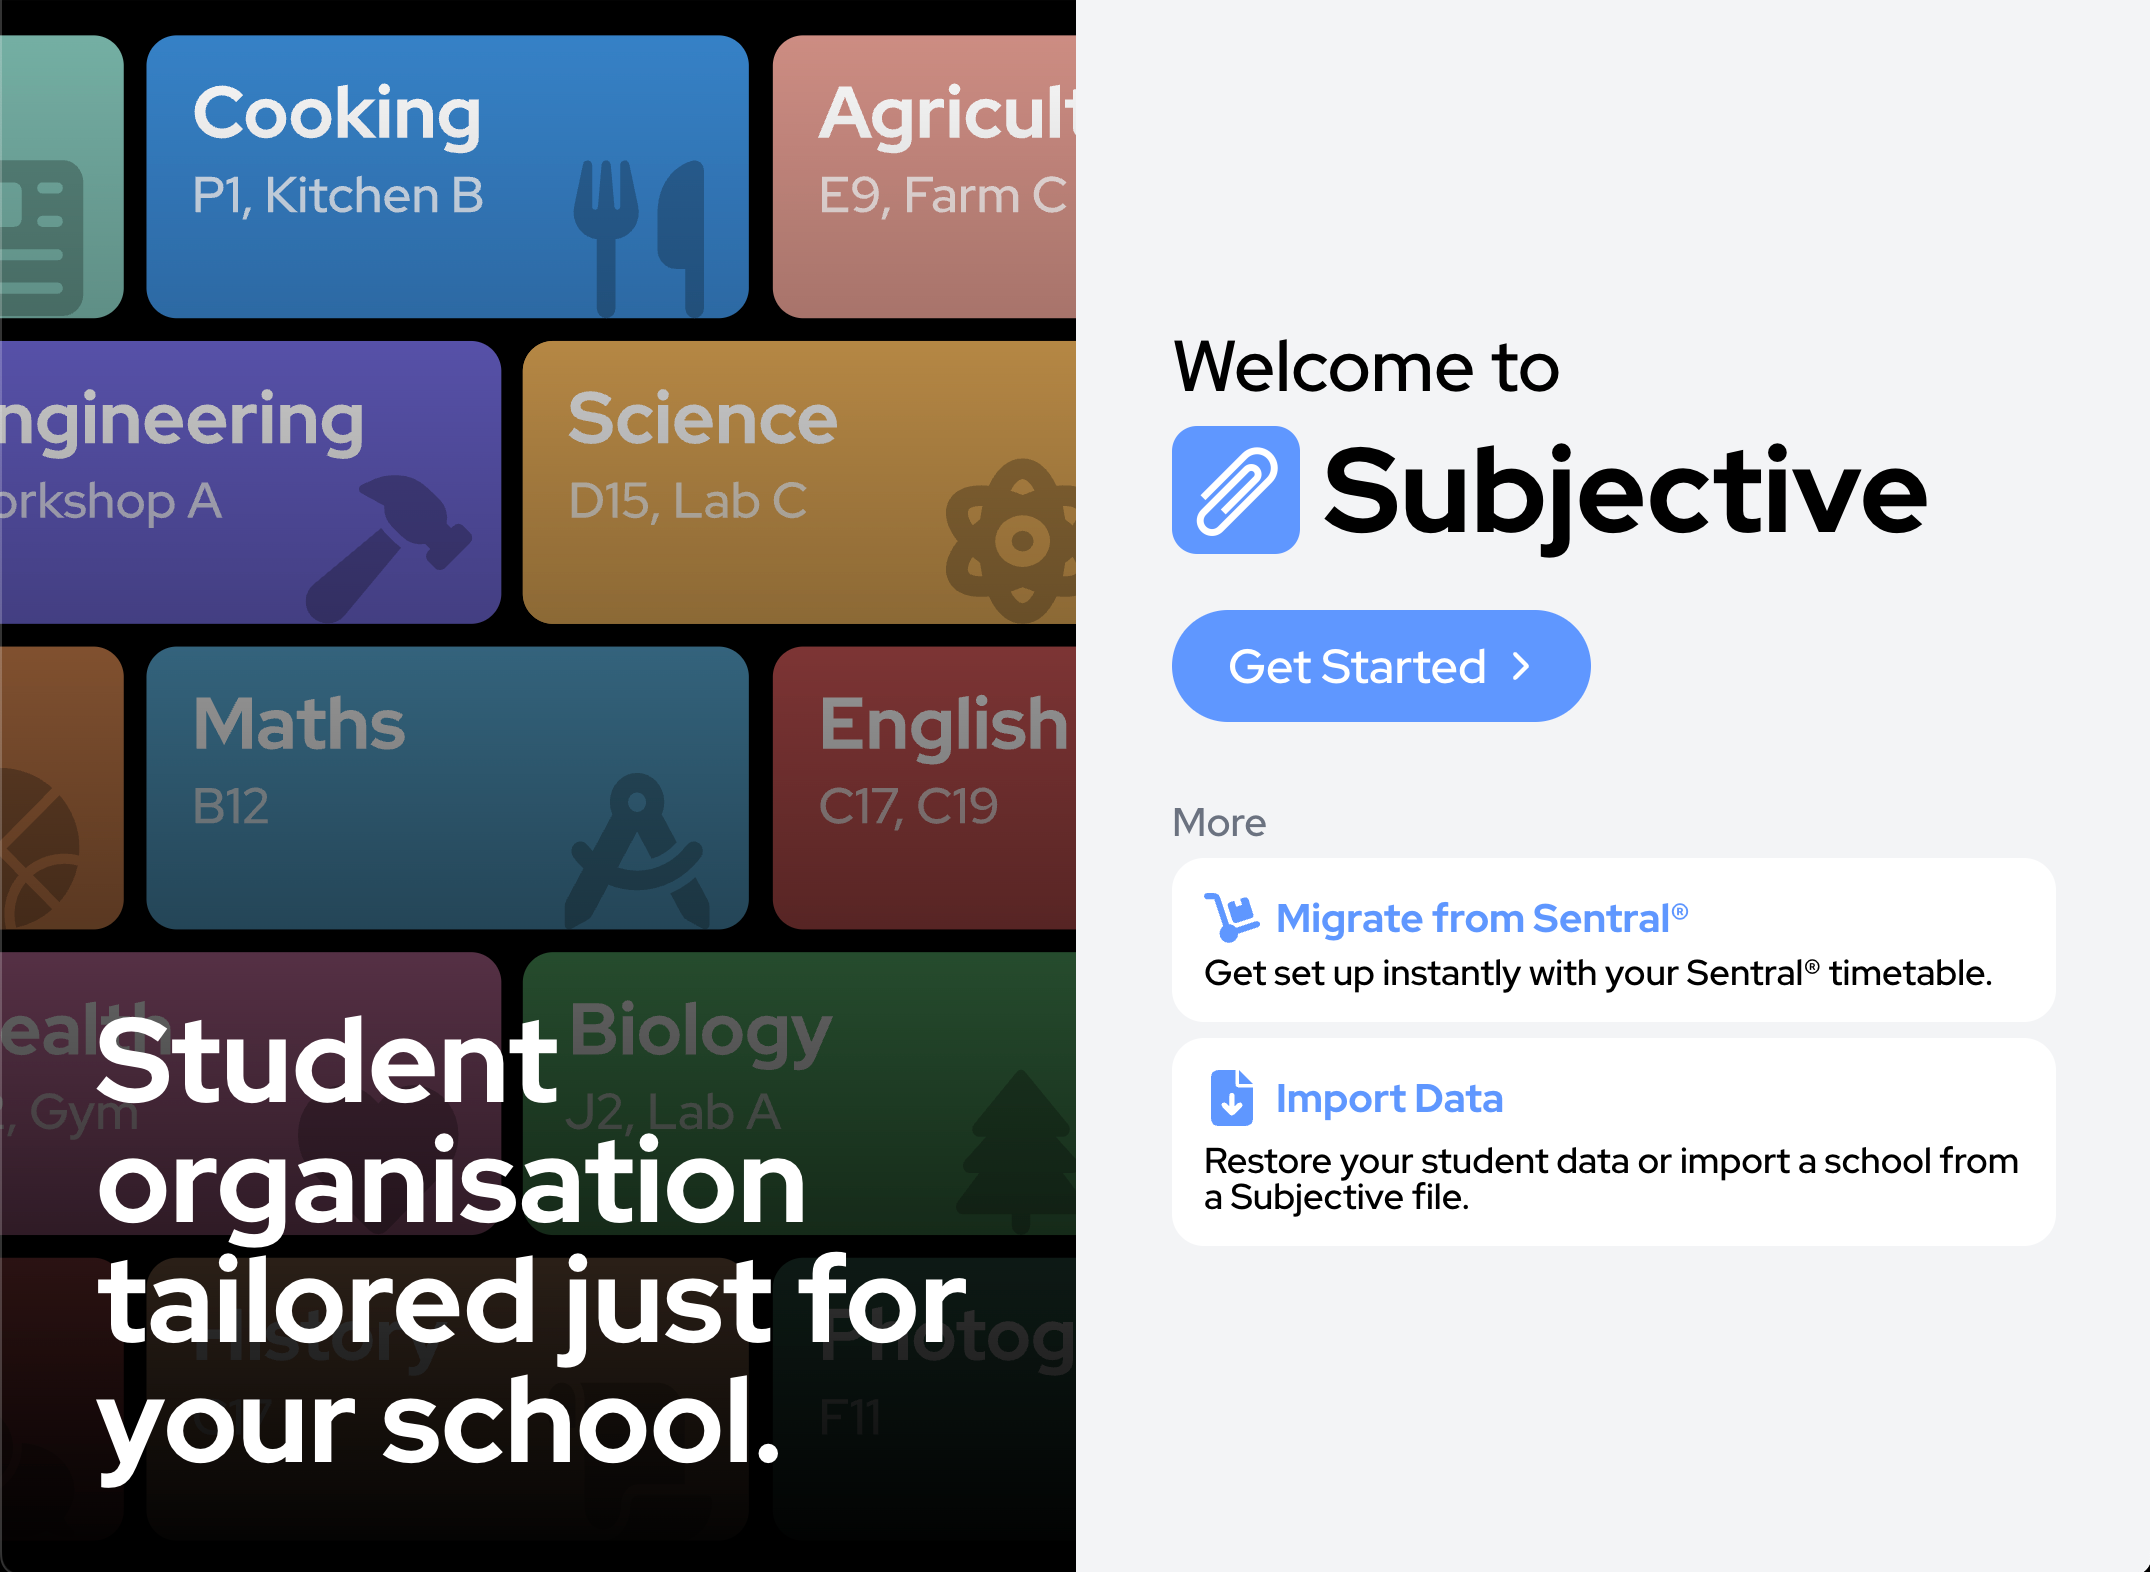 Cooking
P1, Kitchen B
Agricult
E9, Farm C
ngineering
orkshop A
Science
D15, Lab C
Maths
B12
English
C17, C19
ealth
, Gym
Biology
J2, Lab A
History
Photog
F11
Student
organisation
tailored just for
your school.
Welcome to
Subjective
Get Started
More
Migrate from Sentral®
Get set up instantly with your Sentral® timetable.
Import Data
Restore your student data or import a school from
a Subjective file.